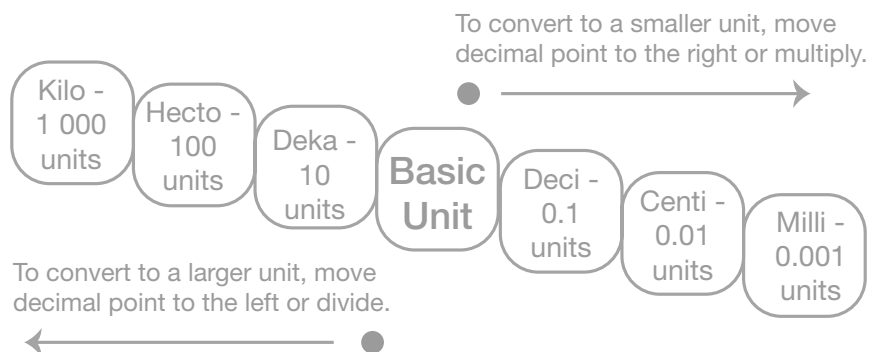 To convert to a smaller unit, move
decimal point to the right or multiply.
Kilo -
1 000
units
Hecto -
100
units
Deka -
10
units
Basic
Unit
Deci -
0.1
units
Centi -
0.01
units
Milli -
0.001
units
To convert to a larger unit, move
decimal point to the left or divide.